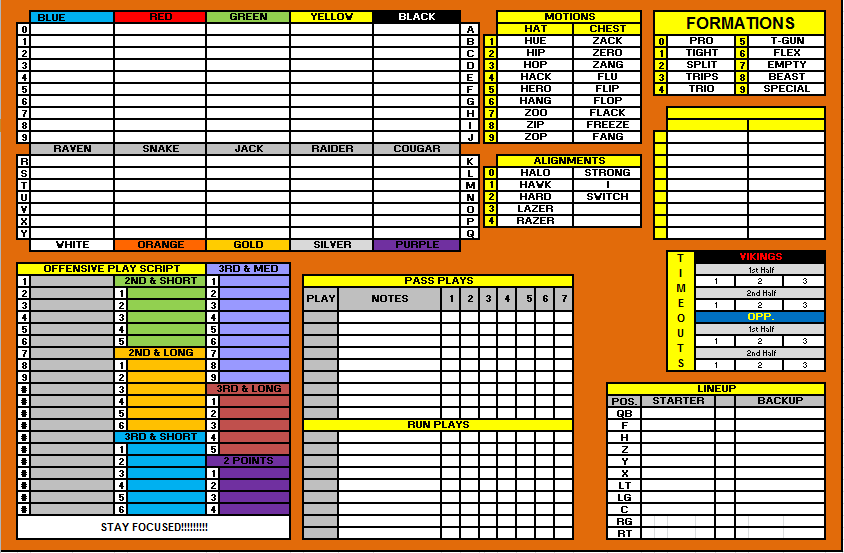 BLUE RED GREEN YELLOW BLACK
0 A
1 B
2 C
3 D
4 E
5 F
6 G
7 H
8 I
9 J
RAVEN SNAKE JACK RAIDER COUGAR
R K
S L
T M
U N
V O
X P
Y Q
WHITE ORANGE GOLD SILVER PURPLE
MOTIONS
HAT CHEST
1 HUE ZACK
2 HIP ZERO
3 HOP ZANG
4 HACK FLU
5 HERO FLIP
6 HANG FLOP
7 ZOO FLACK
8 ZIP FREEZE
9 ZOP FANG
ALIGNMENTS
0 HALO STRONG
1 HAWK I
2 HARD SWITCH
3 LAZER
4 RAZER
FORMATIONS
0 PRO 5 T-GUN
1 TIGHT 6 FLEX
2 SPLIT 7 EMPTY
3 TRIPS 8 BEAST
4 TRIO 9 SPECIAL
TIMEOUTS
VIKINGS
1st Half
1 2 3
2nd Half
1 2 3
OPP.
1st Half
1 2 3
2nd Half
1 2 3
OFFENSIVE PLAY SCRIPT 3RD & MED
1 2ND & SHORT 1
2 1 2
3 2 3
4 3 4
5 4 5
6 5 6
7 2ND & LONG 7
8 1 8
9 2 9
# 3 3RD & LONG
# 4 1
# 5 2
# 6 3
# 3RD & SHORT 4
# 1 5
# 2 2 POINTS
# 3 1
# 4 2
# 5 3
# 6 4
STAY FOCUSED!!!!!!!!!
PASS PLAYS
PLAY NOTES 1 2 3 4 5 6 7
RUN PLAYS
LINEUP
POS. STARTER BACKUP
QB
F
H
Z
Y
X
LT
LG
C
RG
RT